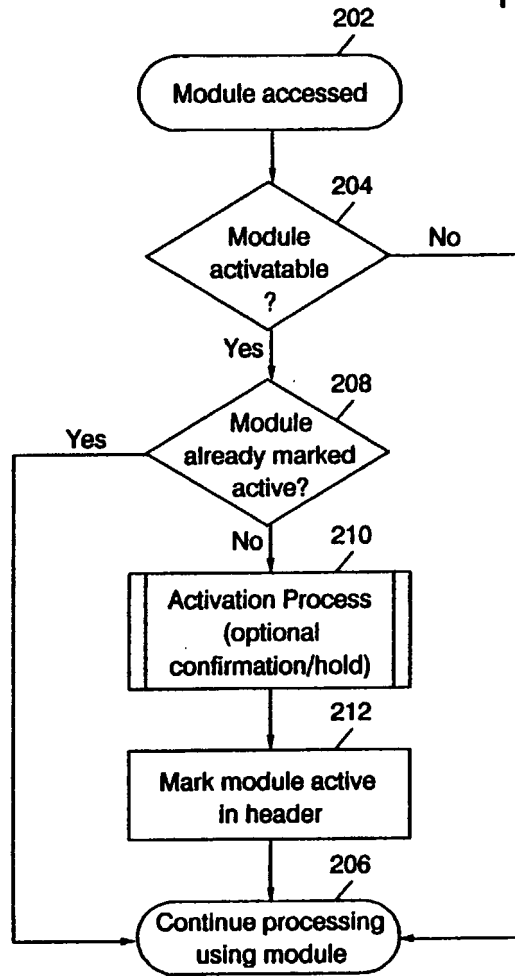 202
Module accessed
204
Module
activatable
?
No
Yes
208
Module
already marked
active?
Yes
No
210
Activation Process
(optional
confirmation/hold)
212
Mark module active
in header
206
Continue processing
using module